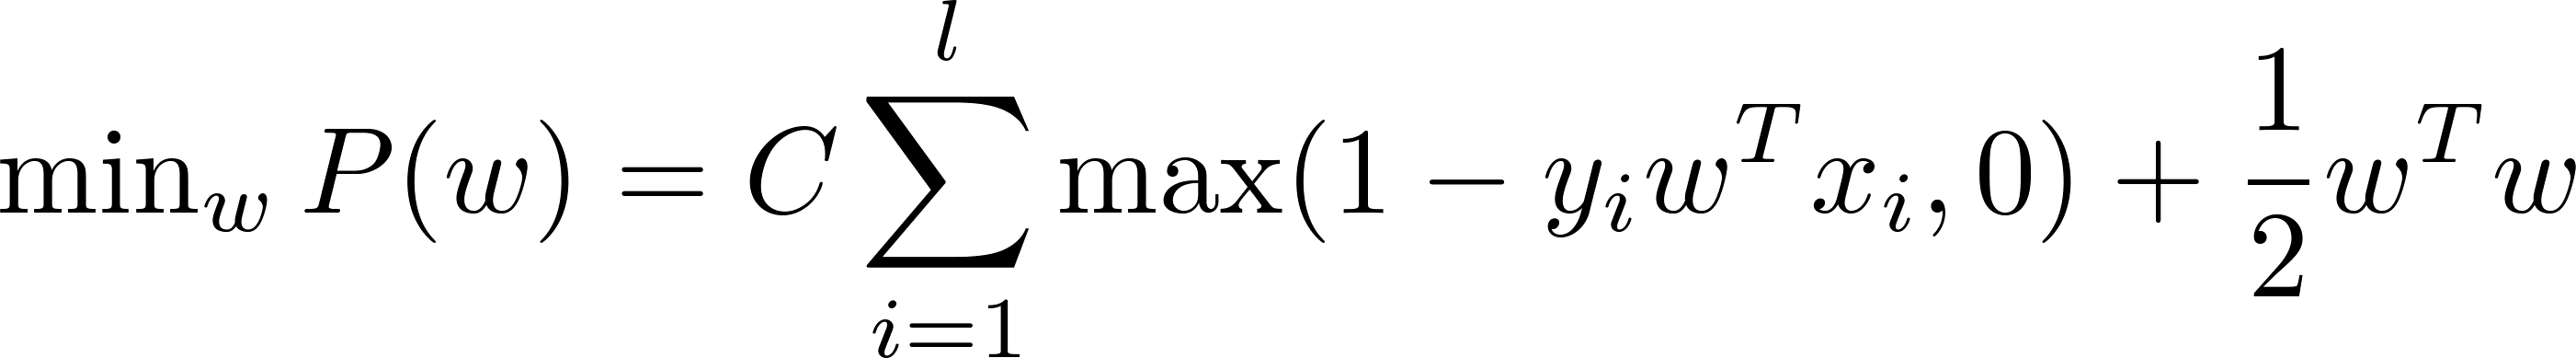 \min_w P(w) = C \sum_{i=1}^{l} \max(1 - y_i w^T x_i, 0) + \frac{1}{2} w^T w